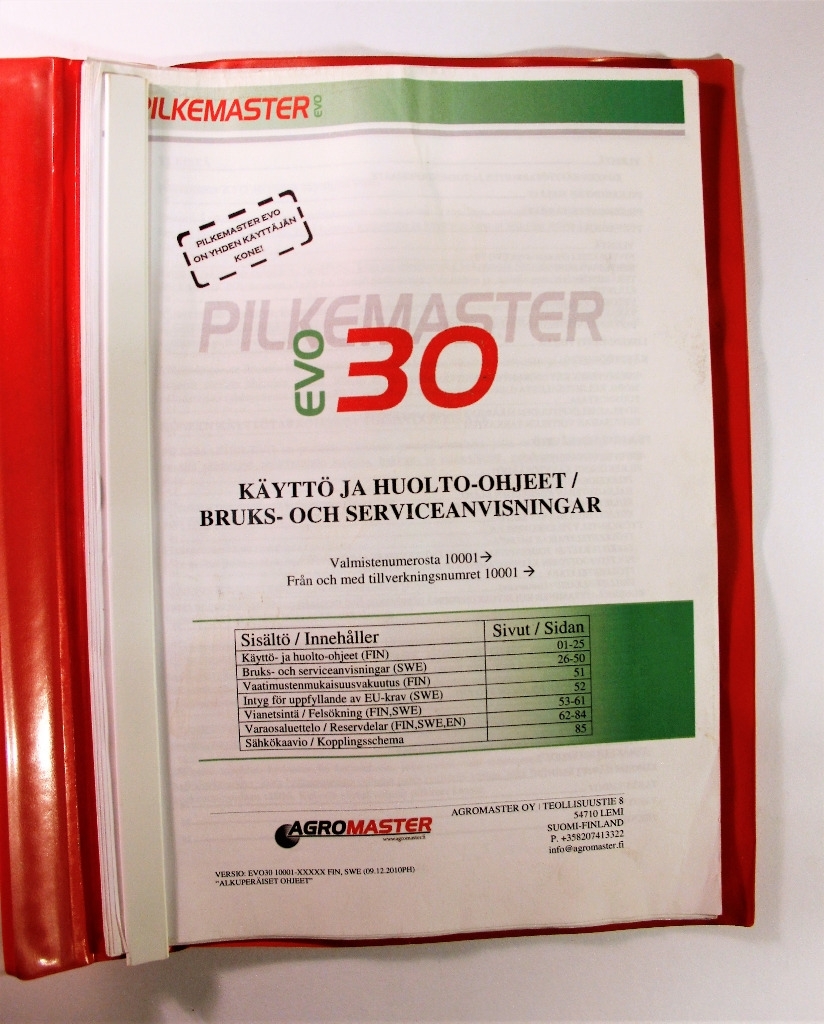 PILKEMASTER EVO
PILKEMASTER EVO
ON YHDEN KÄYTTÄJÄN
KONE!
PILKEMASTER
EVO 30
KÄYTTÖ JA HUOLTO-OHJEET /
BRUKS- OCH SERVICEANVISNINGAR
Valmistenumerosta 10001→
Från och med tillverkningsnumret 10001 →
Sisältö / Innehåller Sivut / Sidan
Käyttö- ja huolto-ohjeet (FIN) 01-25
Bruks- och serviceanvisningar (SWE) 26-50
Vaatimustenmukaisuusvakuutus (FIN) 51
Intyg för uppfyllande av EU-krav (SWE) 52
Vianetsintä / Felsökning (FIN,SWE) 53-61
Varaosaluettelo / Reservdelar (FIN,SWE,EN) 62-84
Sähkökaavio / Kopplingsschema 85
AGROMASTER
www.agromaster.fi
AGROMASTER OY | TEOLLISUUSTIE 8
54710 LEMI
SUOMI-FINLAND
P. +358207413322
info@agromaster.fi
VERSIO: EVO30 10001-XXXXX FIN, SWE (09.12.2010PH)
"ALKUPERÄISET OHJEET"